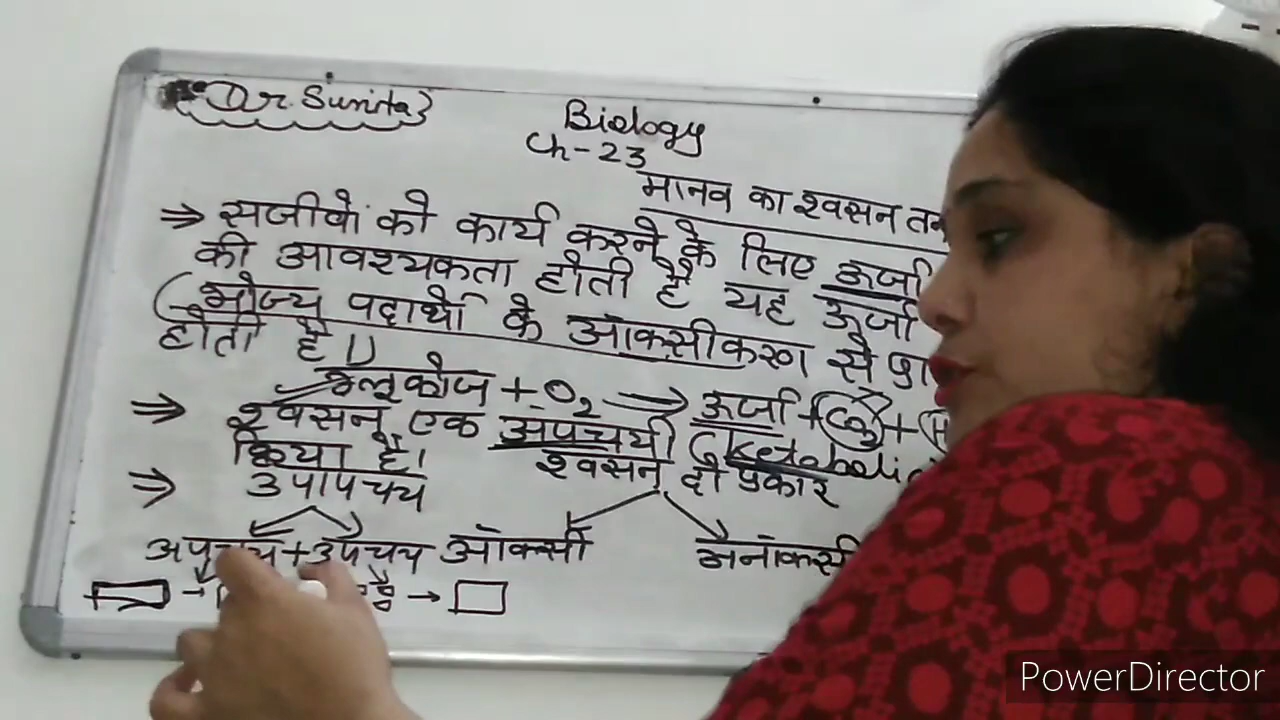 Dr. Sunita
Biology
Ch-23
मानव का श्वसन
⇒ सजीवो को कार्य करने के लिए ऊर्जा
की आवश्यकता होती है यह ऊर्जा
भोज्य पदार्थो के ऑक्सीकरण से
होती है।
ग्लूकोज + O2 → ऊर्जा + CO2 +
⇒ श्वसन एक अपचयी (Ketabolic
क्रिया है।
श्वसन दो प्रकार
⇒ उपापचय
अपचय + उपचय ऑक्सी अनॉक्सी
PowerDirector